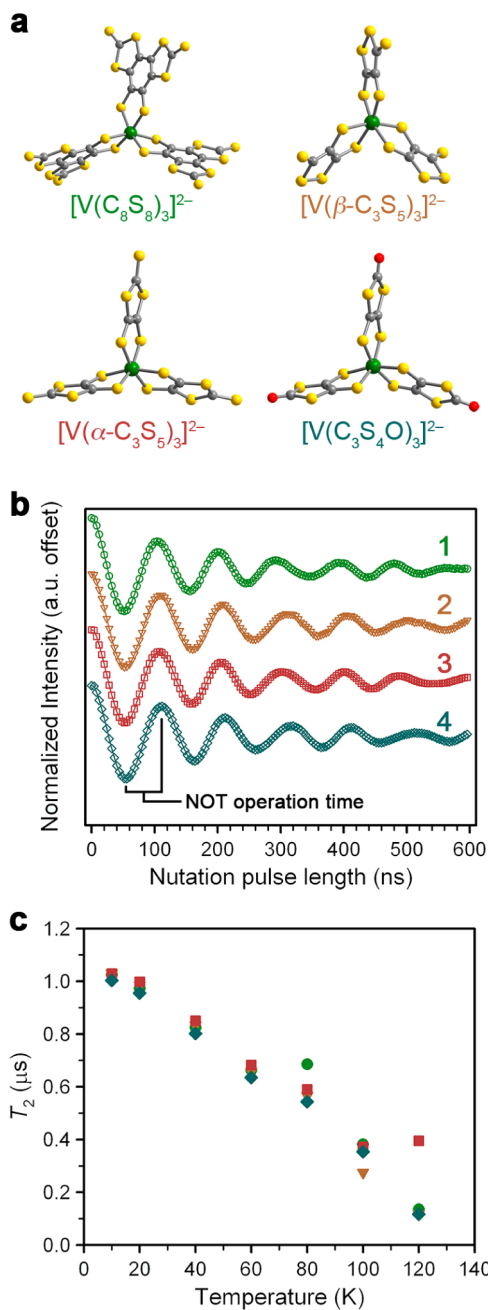 a
[V(C₈S₈)₃]²⁻
[V(β-C₃S₅)₃]²⁻
[V(α-C₃S₅)₃]²⁻
[V(C₃S₄O)₃]²⁻
b
Normalized Intensity (a.u. offset)
1
2
3
4
NOT operation time
0 100 200 300 400 500 600
Nutation pulse length (ns)
c
T₂ (μs)
1.2
1.0
0.8
0.6
0.4
0.2
0.0
0 20 40 60 80 100 120 140
Temperature (K)